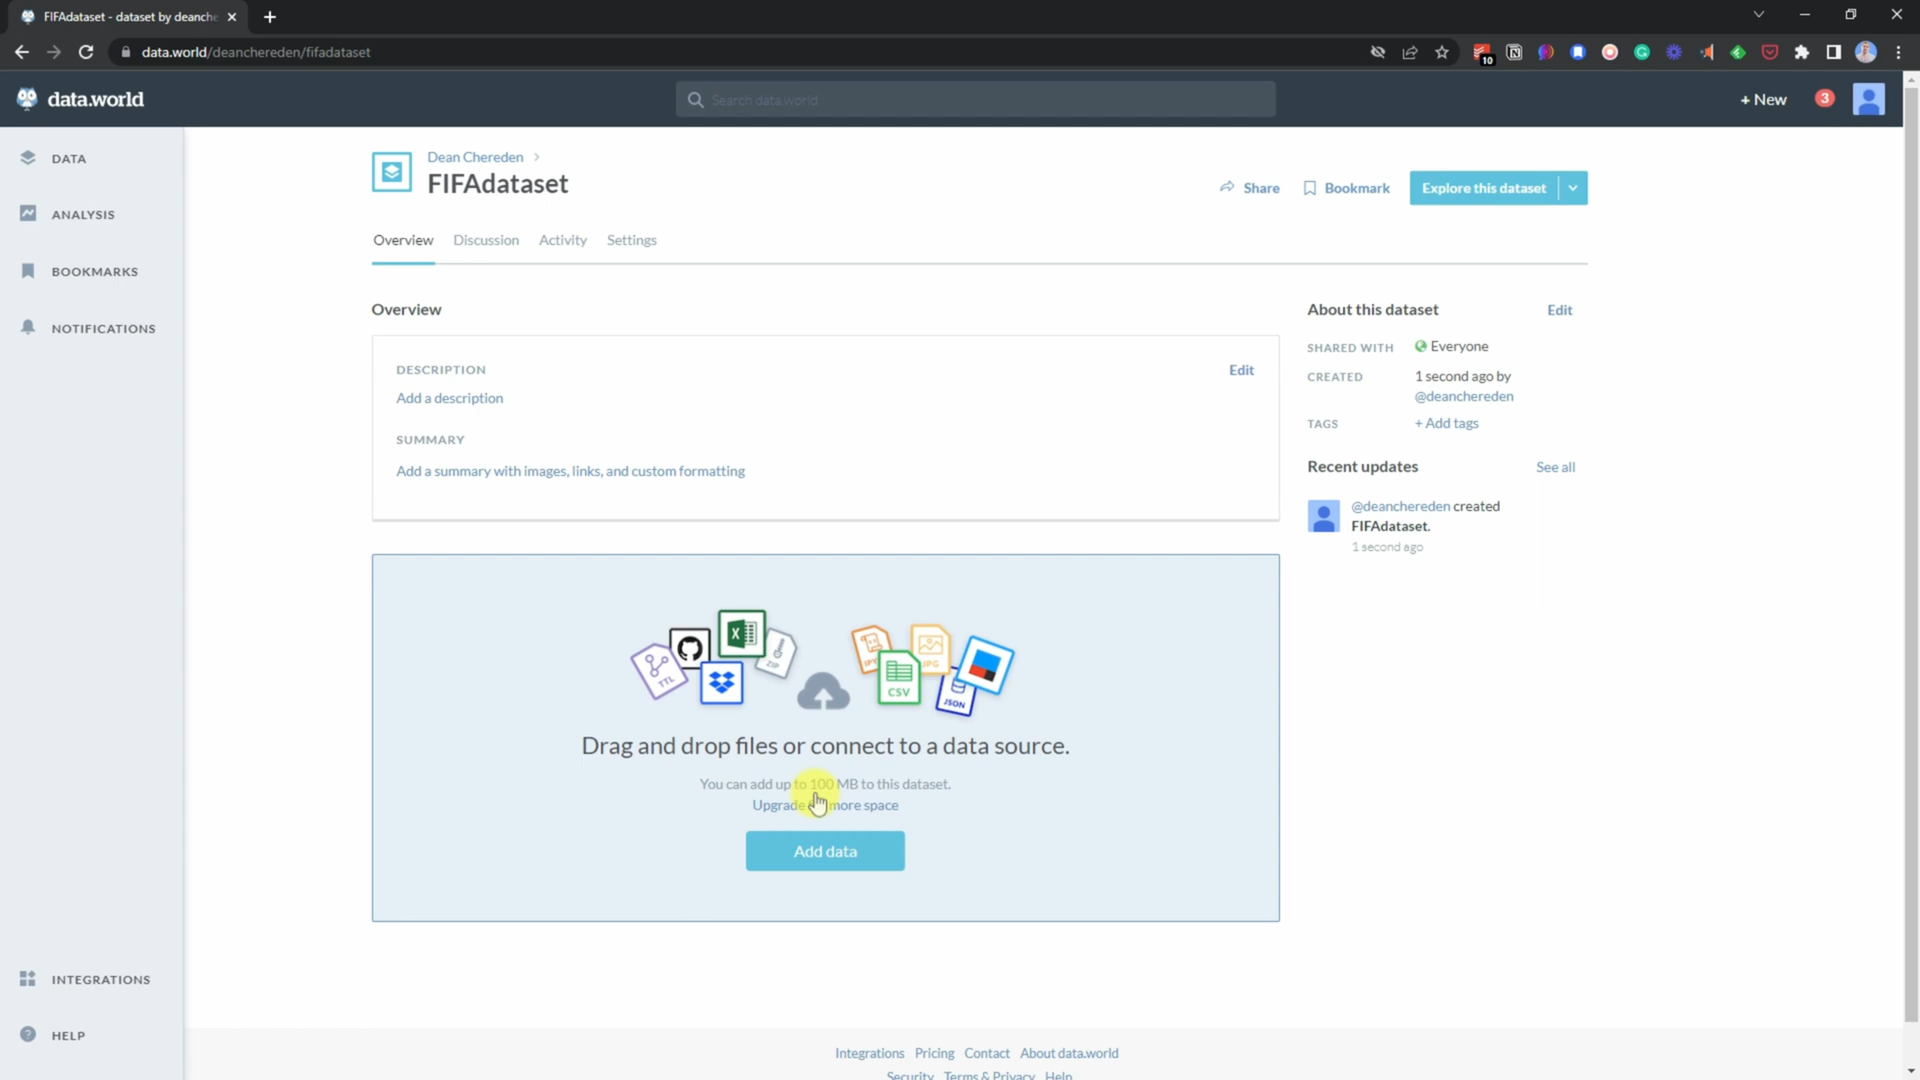 FIFAdataset - dataset by deanche
data.world/deanchereden/fifadataset
10
data.world
Search data.world
+ New
3
DATA
ANALYSIS
BOOKMARKS
NOTIFICATIONS
INTEGRATIONS
HELP
Dean Chereden
FIFAdataset
Share
Bookmark
Explore this dataset
Overview
Discussion
Activity
Settings
Overview
DESCRIPTION
Edit
Add a description
SUMMARY
Add a summary with images, links, and custom formatting
TTL
ZIP
JPG
CSV
JSON
Drag and drop files or connect to a data source.
You can add up to 100 MB to this dataset.
Upgrade more space
Add data
About this dataset
Edit
SHARED WITH
Everyone
CREATED
1 second ago by
@deanchereden
TAGS
+ Add tags
Recent updates
See all
@deanchereden created
FIFAdataset.
1 second ago
Integrations Pricing Contact About data.world
Security Terms & Privacy Help